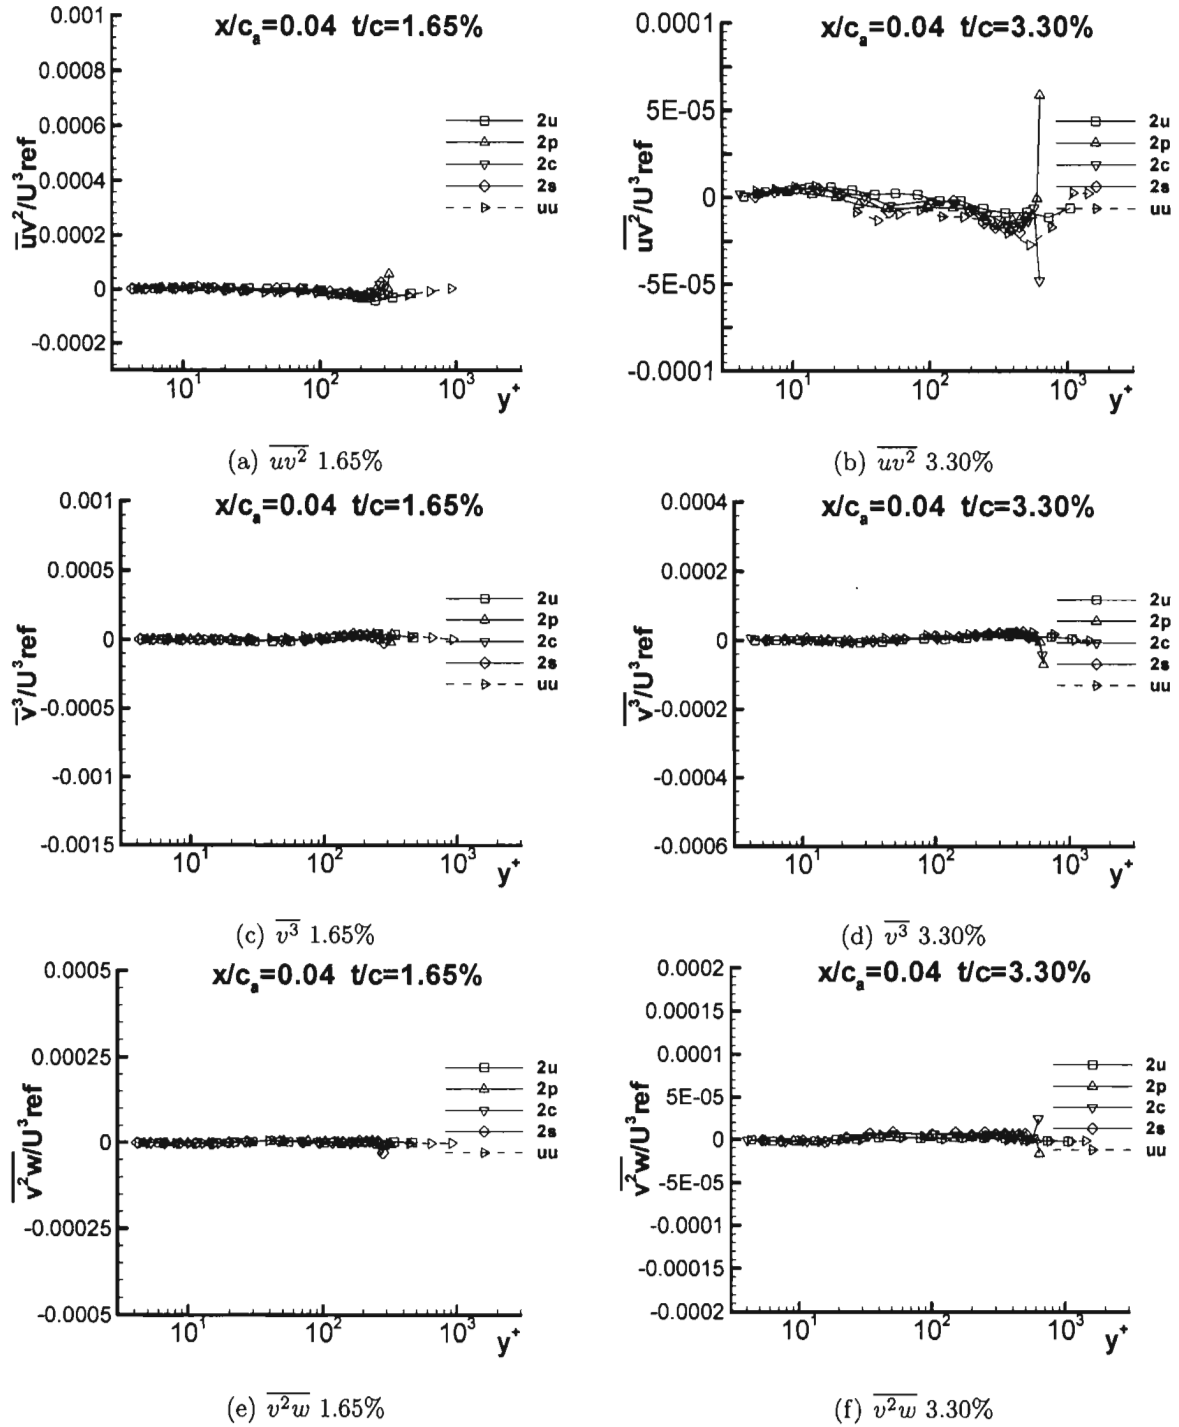 x/cₐ=0.04 t/c=1.65%
0.001
0.0008
0.0006
0.0004
0.0002
0
-0.0002
uv²/U³ref
2u
2p
2c
2s
uu
10¹ 10² 10³
y⁺
(a) uv² 1.65%
x/cₐ=0.04 t/c=3.30%
0.0001
5E-05
0
-5E-05
-0.0001
uv²/U³ref
2u
2p
2c
2s
uu
10¹ 10² 10³
y⁺
(b) uv² 3.30%
x/cₐ=0.04 t/c=1.65%
0.001
0.0005
0
-0.0005
-0.001
-0.0015
v³/U³ref
2u
2p
2c
2s
uu
10¹ 10² 10³
y⁺
(c) v³ 1.65%
x/cₐ=0.04 t/c=3.30%
0.0004
0.0002
0
-0.0002
-0.0004
-0.0006
v³/U³ref
2u
2p
2c
2s
uu
10¹ 10² 10³
y⁺
(d) v³ 3.30%
x/cₐ=0.04 t/c=1.65%
0.0005
0.00025
0
-0.00025
-0.0005
v²w/U³ref
2u
2p
2c
2s
uu
10¹ 10² 10³
y⁺
(e) v²w 1.65%
x/cₐ=0.04 t/c=3.30%
0.0002
0.00015
0.0001
5E-05
0
-5E-05
-0.0001
-0.00015
-0.0002
v²w/U³ref
2u
2p
2c
2s
uu
10¹ 10² 10³
y⁺
(f) v²w 3.30%